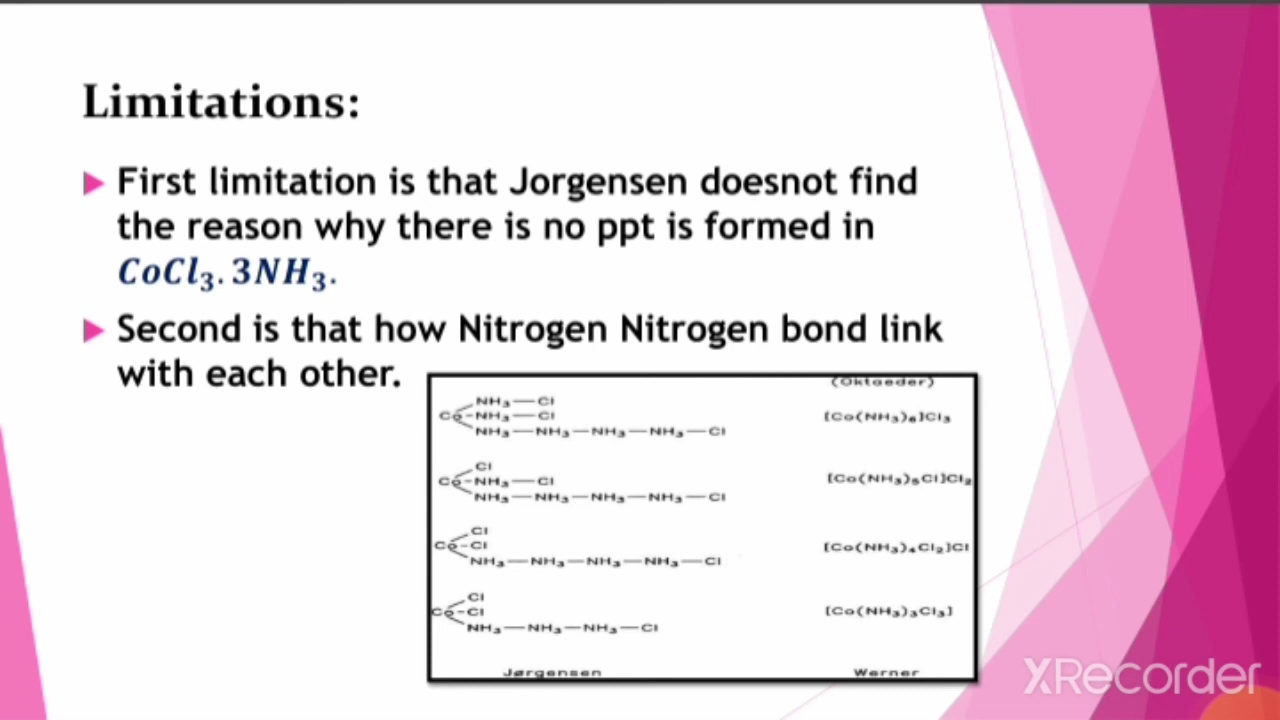 Limitations:
First limitation is that Jorgensen doesnot find
the reason why there is no ppt is formed in
CoCl₃.3NH₃.
Second is that how Nitrogen Nitrogen bond link
with each other.
(Oktaeder)
NH₃—Cl
Co-NH₃—Cl [Co(NH₃)₆]Cl₃
NH₃—NH₃—NH₃—NH₃—Cl
Cl
Co-NH₃—Cl [Co(NH₃)₅Cl]Cl₂
NH₃—NH₃—NH₃—NH₃—Cl
Cl
Co-Cl [Co(NH₃)₄Cl₂]Cl
NH₃—NH₃—NH₃—NH₃—Cl
Cl
Co-Cl [Co(NH₃)₃Cl₃]
NH₃—NH₃—NH₃—Cl
Jørgensen Werner
XRecorder